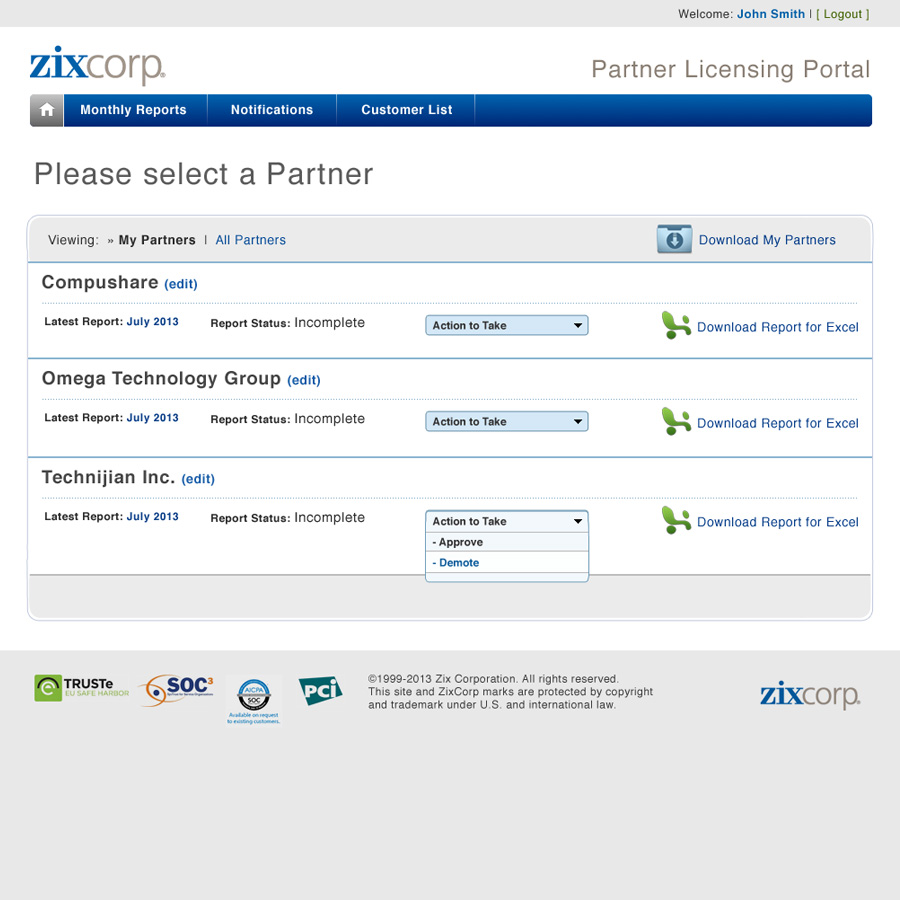 Welcome: John Smith | [ Logout ]
zixcorp.
Partner Licensing Portal
Monthly Reports Notifications Customer List
Please select a Partner
Viewing: » My Partners | All Partners Download My Partners
Compushare (edit)
Latest Report: July 2013 Report Status: Incomplete Action to Take Download Report for Excel
Omega Technology Group (edit)
Latest Report: July 2013 Report Status: Incomplete Action to Take Download Report for Excel
Technijian Inc. (edit)
Latest Report: July 2013 Report Status: Incomplete Action to Take Download Report for Excel
- Approve
- Demote
TRUSTe
EU SAFE HARBOR
SOC3
AICPA
SOC
Available on request
to existing customers.
PCi
©1999-2013 Zix Corporation. All rights reserved.
This site and ZixCorp marks are protected by copyright
and trademark under U.S. and international law.
zixcorp.